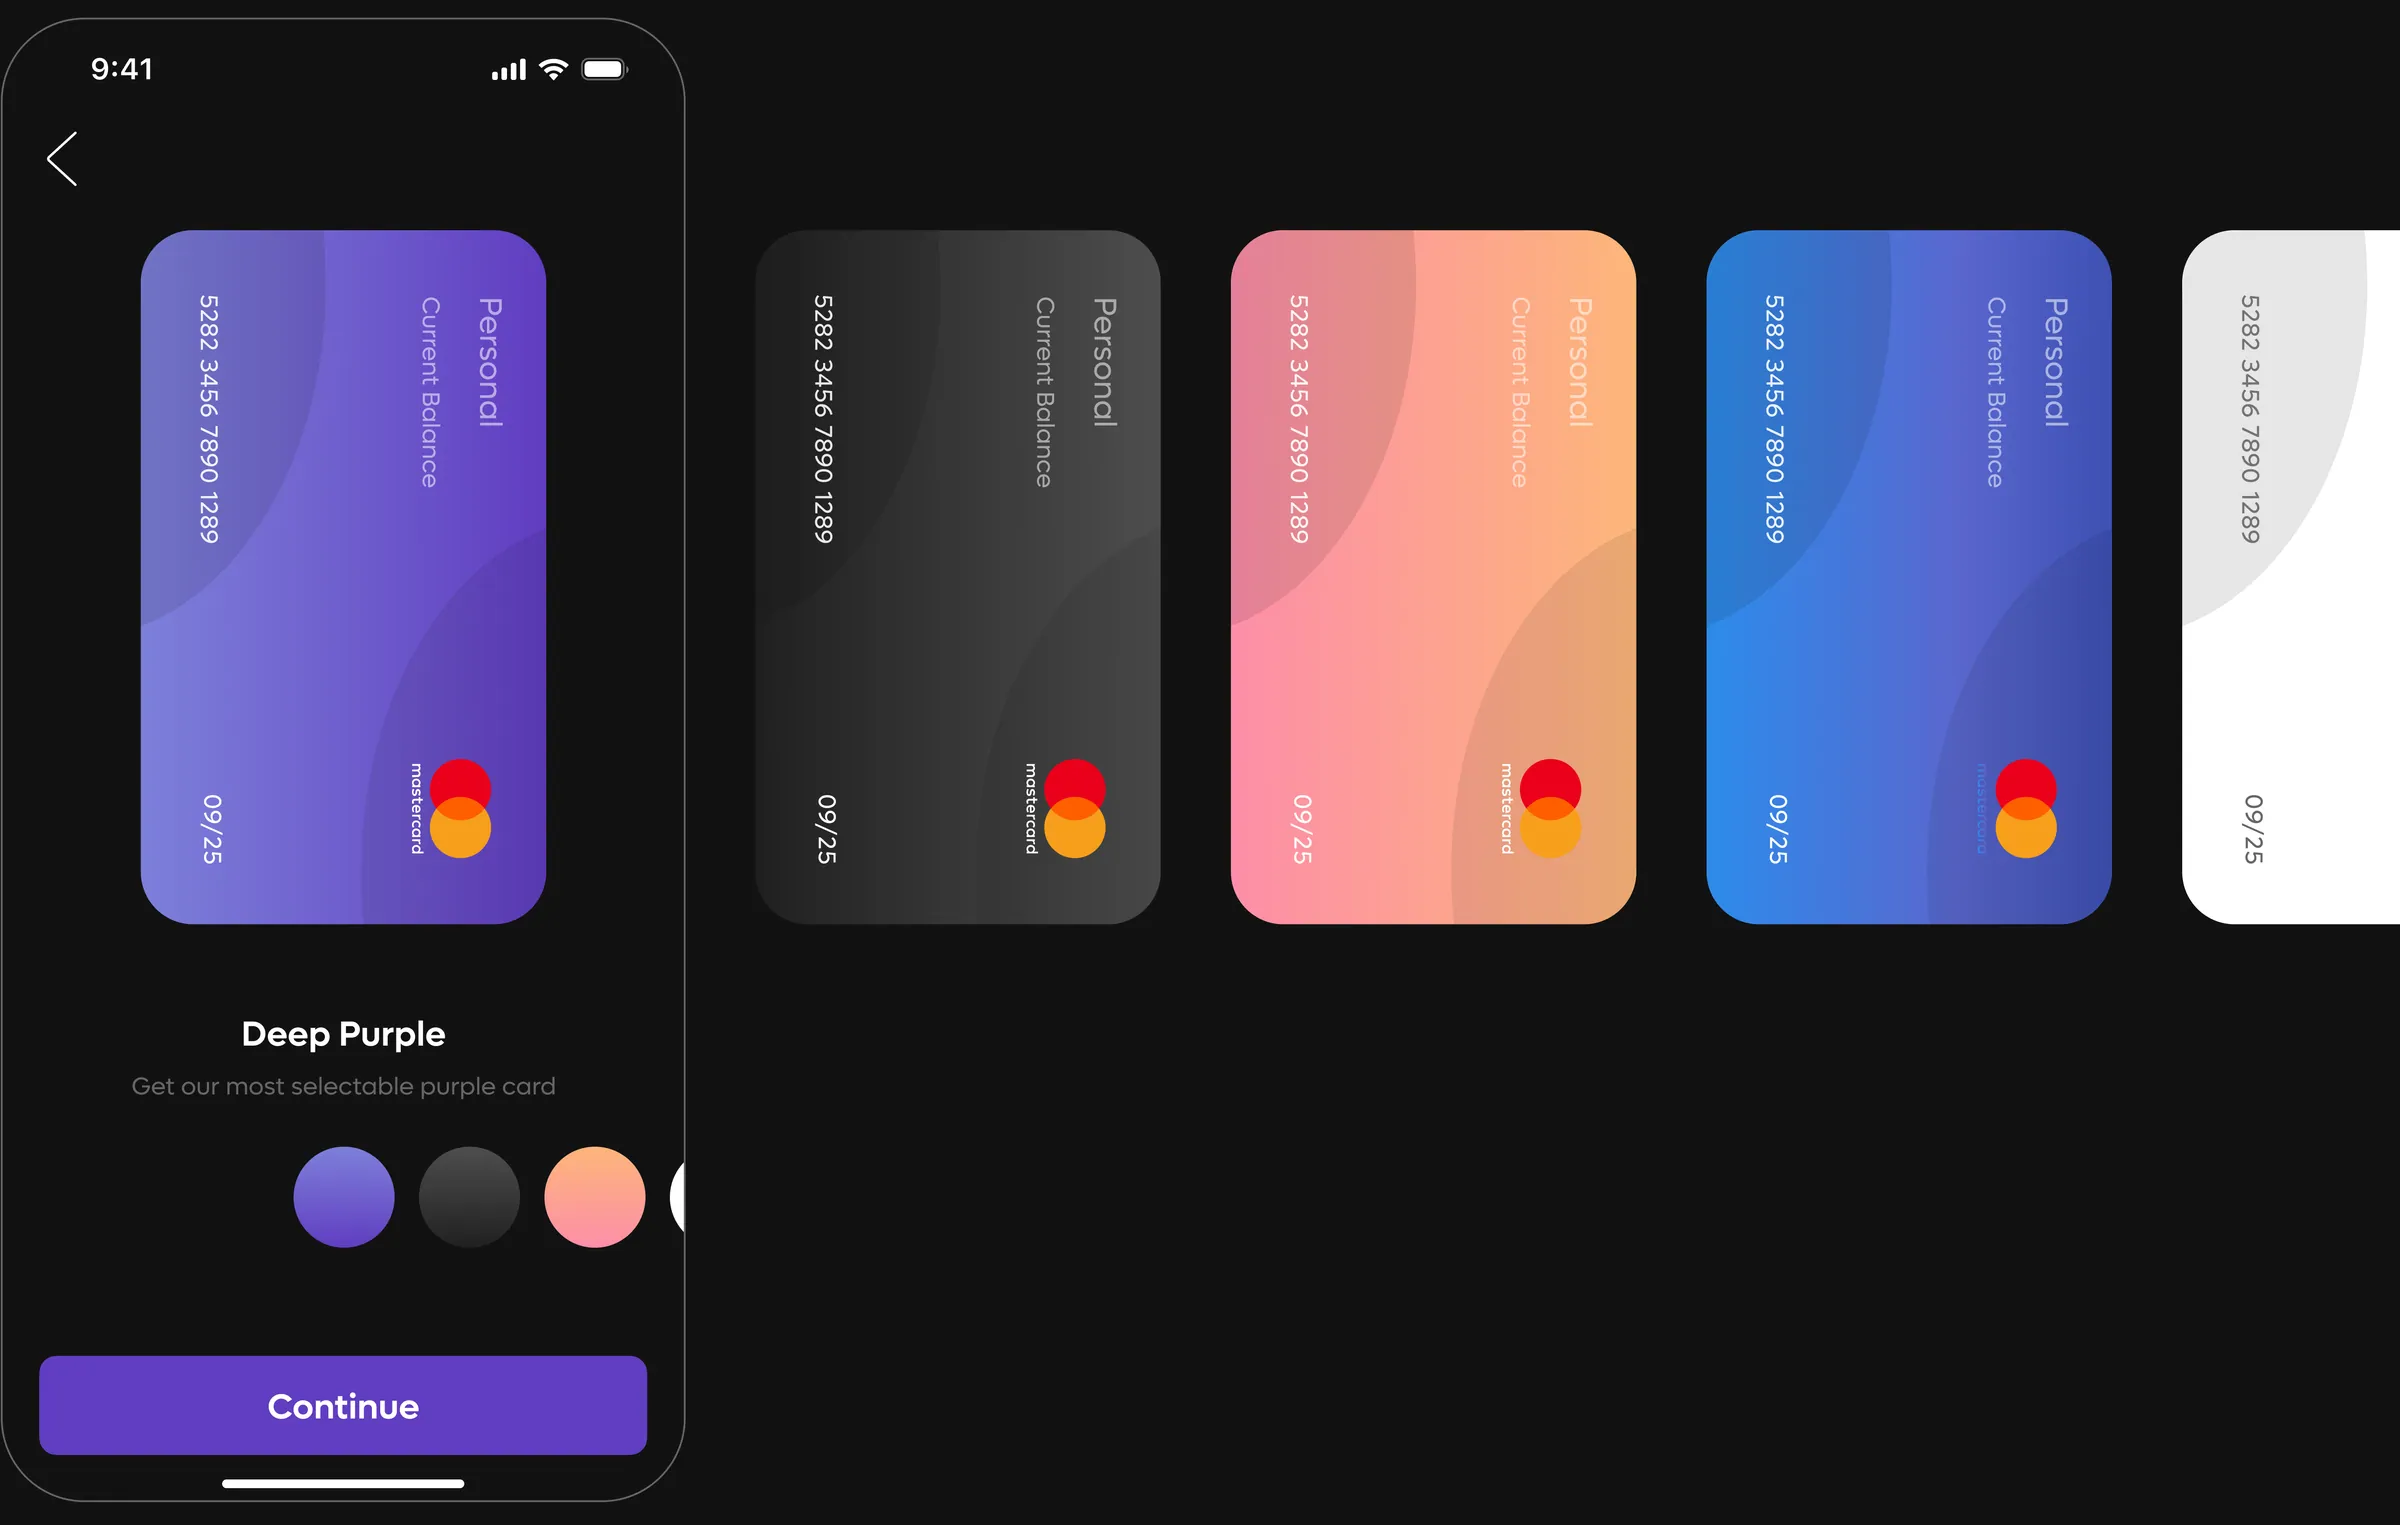 9:41
Personal
Current Balance
5282 3456 7890 1289
mastercard
09/25
Personal
Current Balance
5282 3456 7890 1289
mastercard
09/25
Personal
Current Balance
5282 3456 7890 1289
mastercard
09/25
Personal
Current Balance
5282 3456 7890 1289
mastercard
09/25
5282 3456 7890 1289
09/25
Deep Purple
Get our most selectable purple card
Continue